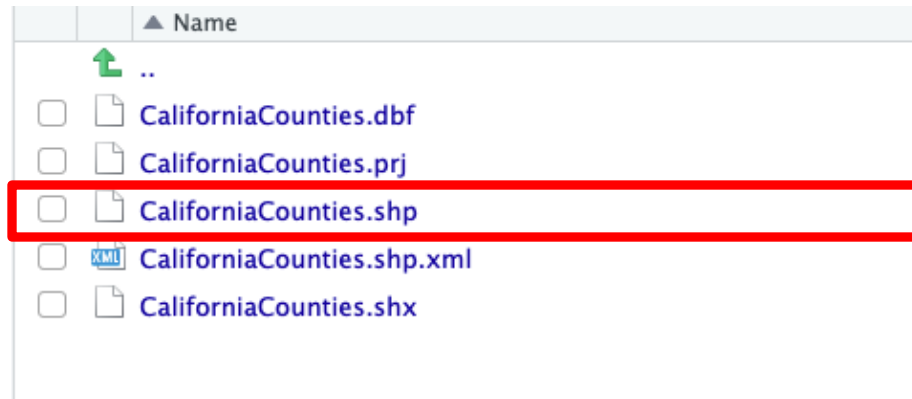 Name
..
CaliforniaCounties.dbf
CaliforniaCounties.prj
CaliforniaCounties.shp
XML CaliforniaCounties.shp.xml
CaliforniaCounties.shx